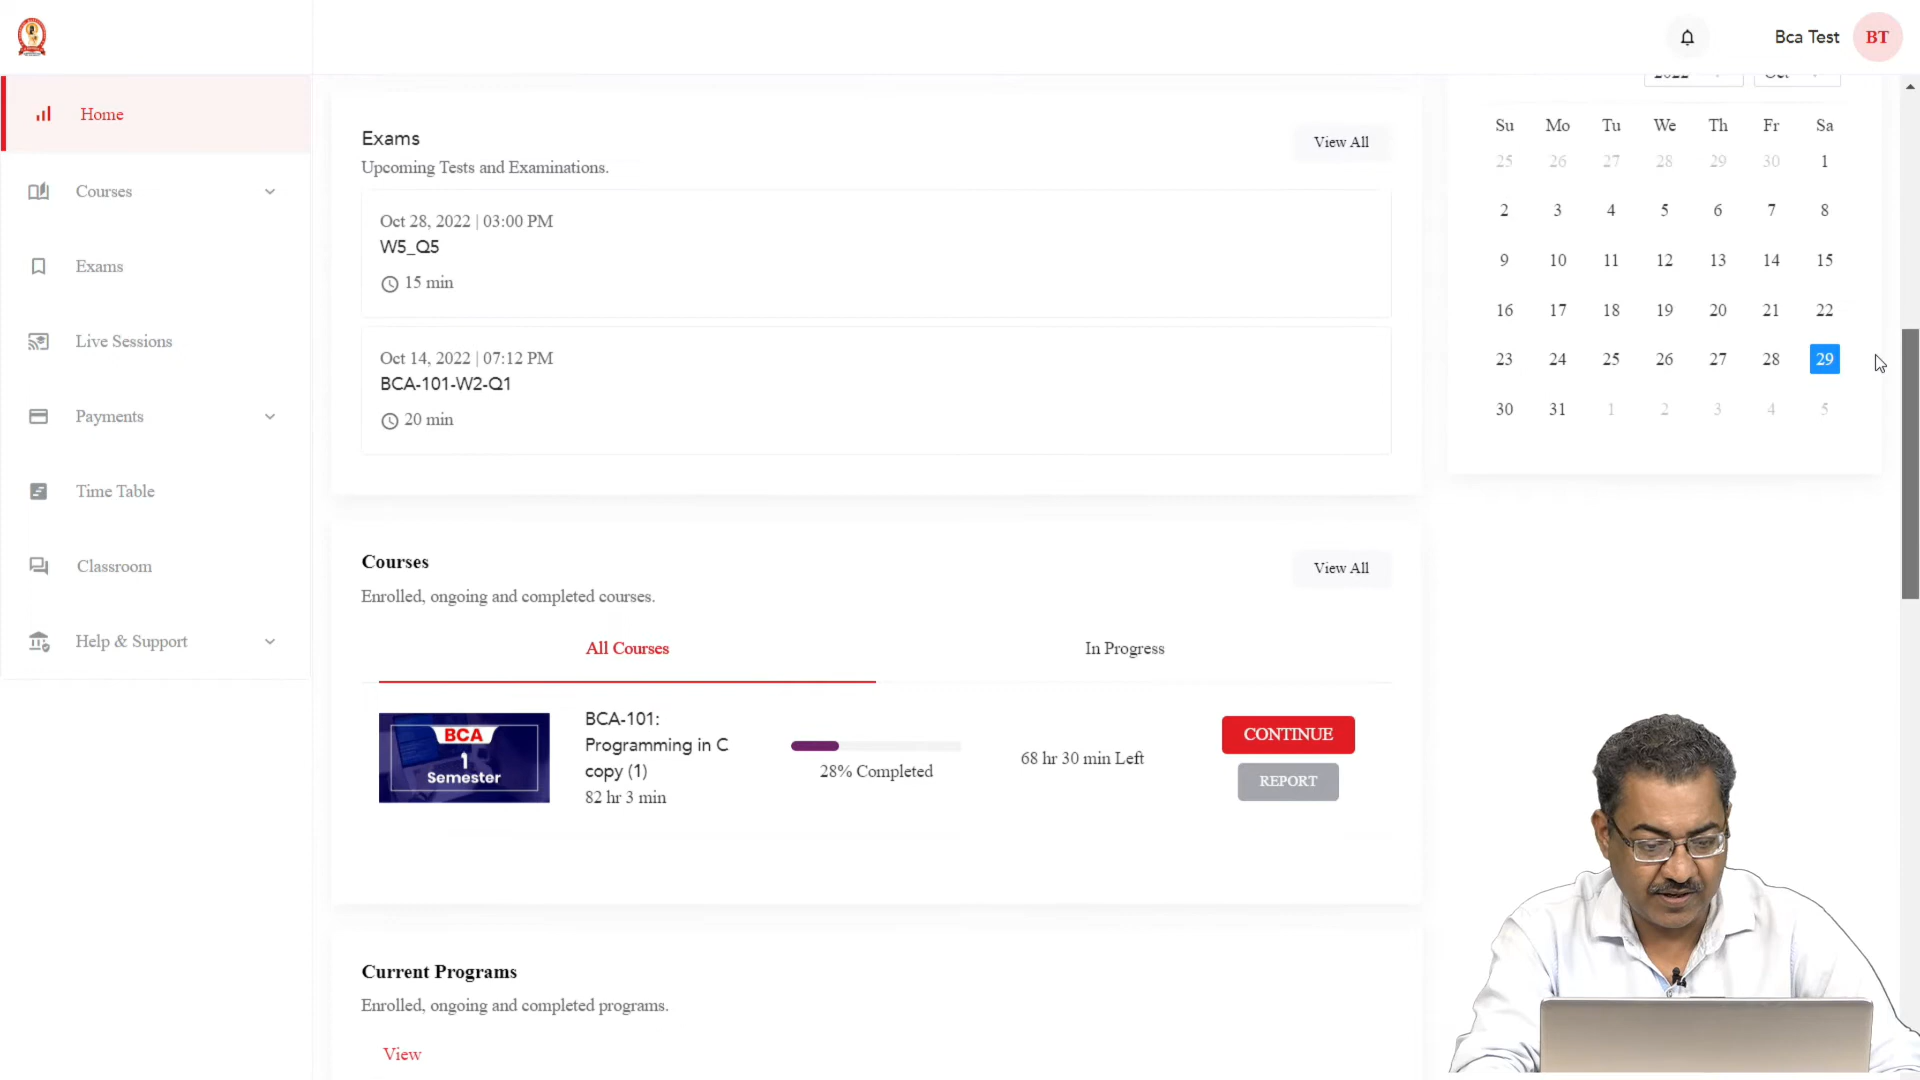 Bca Test
BT
Home
Courses
Exams
Live Sessions
Payments
Time Table
Classroom
Help & Support
Exams
View All
Upcoming Tests and Examinations.
Oct 28, 2022 | 03:00 PM
W5_Q5
15 min
Oct 14, 2022 | 07:12 PM
BCA-101-W2-Q1
20 min
Courses
View All
Enrolled, ongoing and completed courses.
All Courses
In Progress
BCA
1
Semester
BCA-101:
Programming in C
copy (1)
82 hr 3 min
28% Completed
68 hr 30 min Left
CONTINUE
REPORT
Current Programs
Enrolled, ongoing and completed programs.
View
2022 Oct
Su Mo Tu We Th Fr Sa
25 26 27 28 29 30 1
2 3 4 5 6 7 8
9 10 11 12 13 14 15
16 17 18 19 20 21 22
23 24 25 26 27 28 29
30 31 1 2 3 4 5